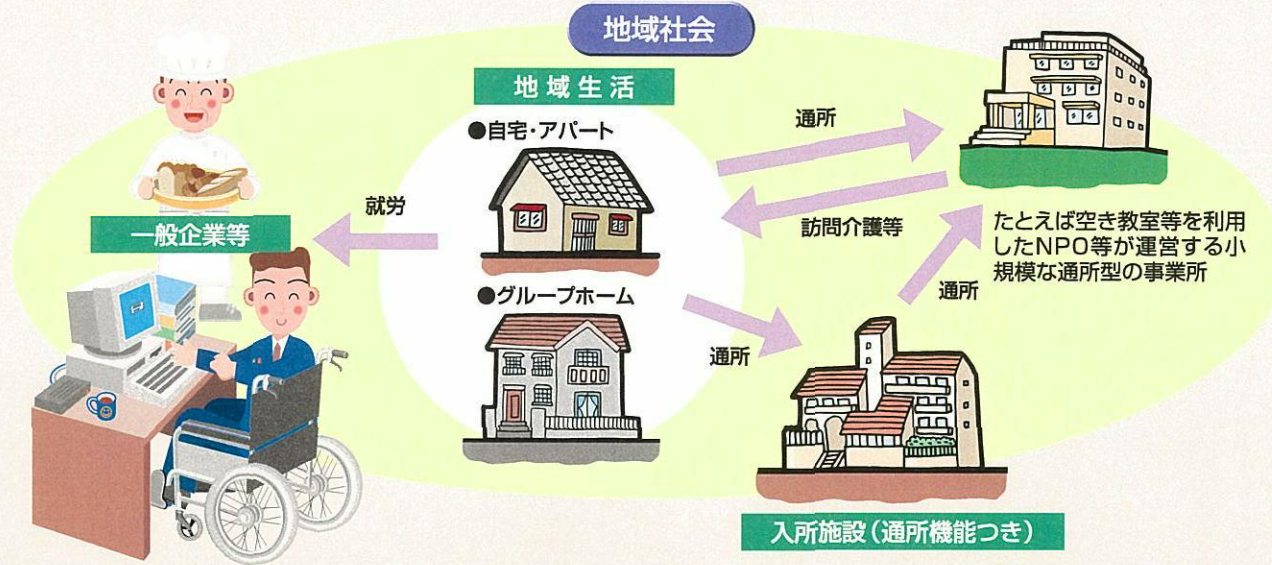 地域社会
地域生活
●自宅・アパート
●グループホーム
就労
一般企業等
通所
訪問介護等
通所
通所
たとえば空き教室等を利用
したNPO等が運営する小
規模な通所型の事業所
入所施設（通所機能つき）